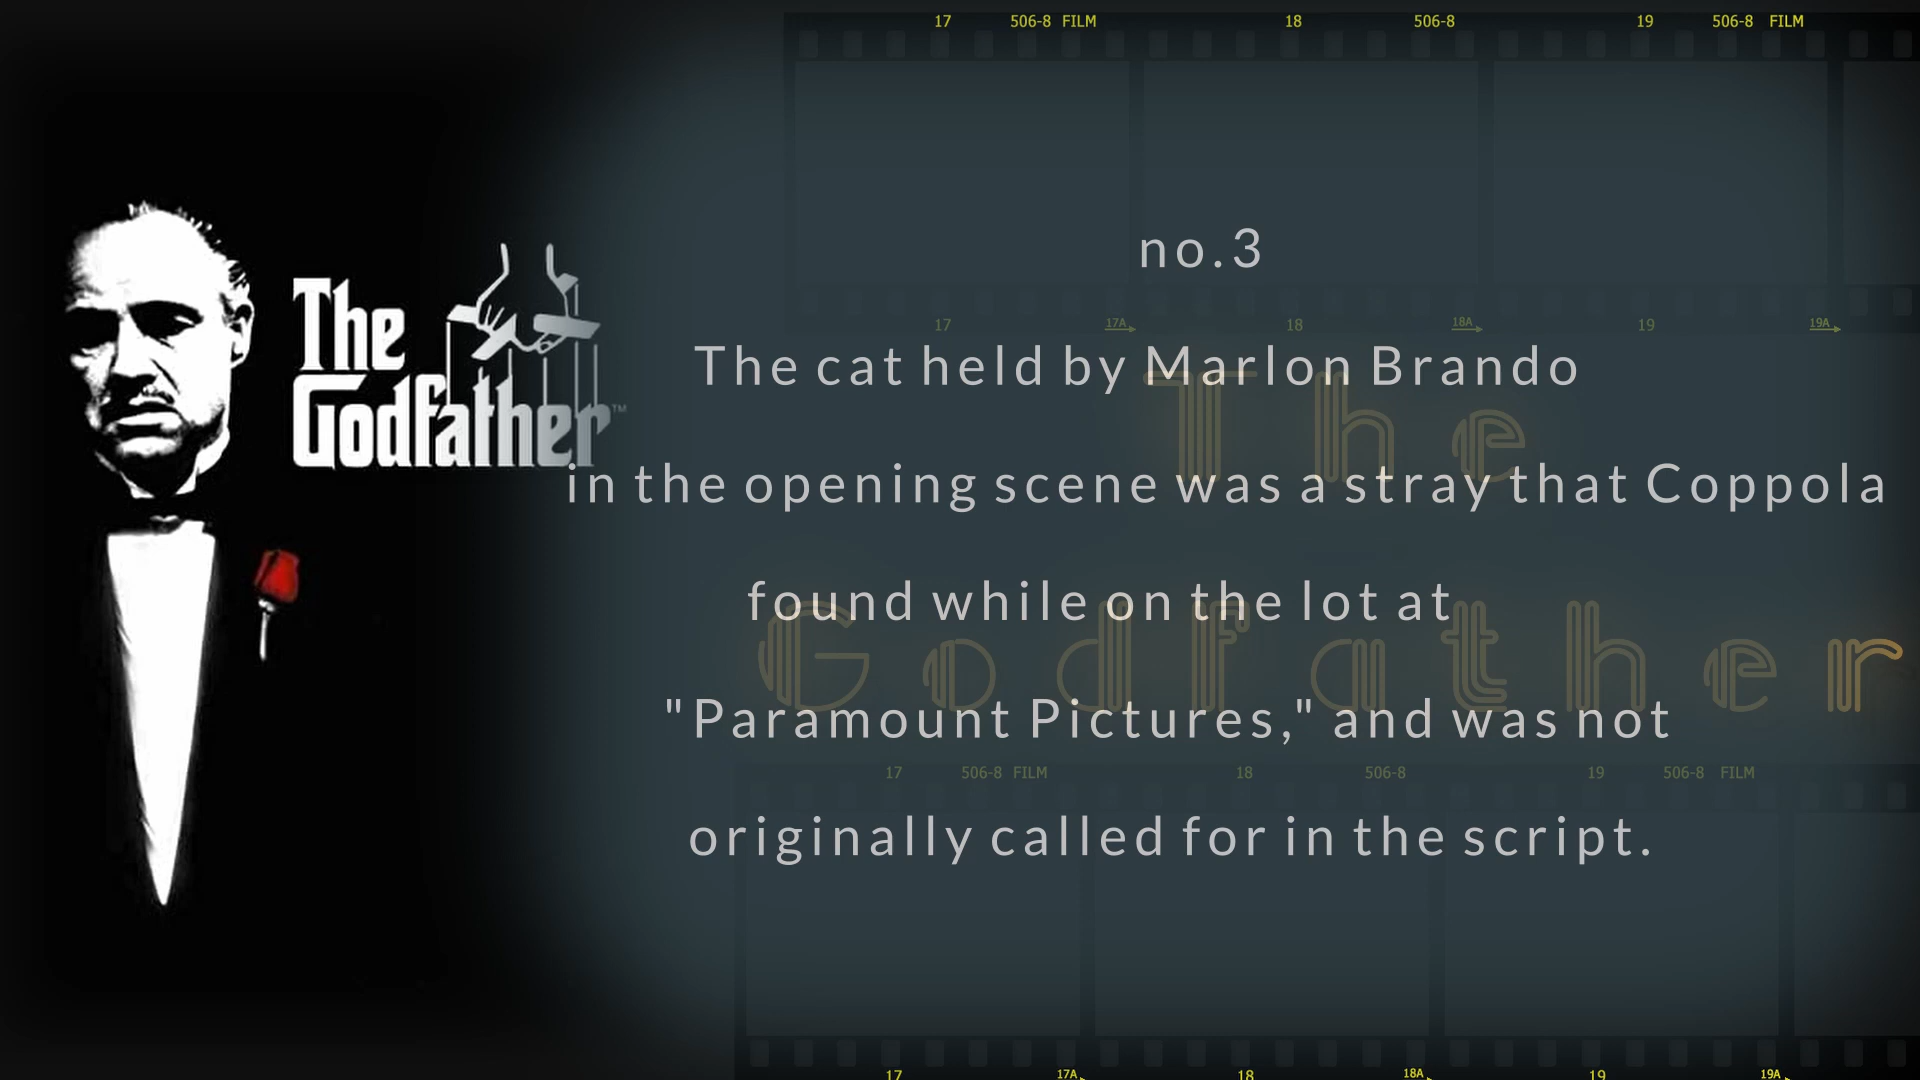 17 506-8 FILM 18 506-8 19 506-8 FILM
no.3
17 17A 18 18A 19 19A
The cat held by Marlon Brando
The
Godfather™
The
in the opening scene was a stray that Coppola
found while on the lot at
Godfather
"Paramount Pictures," and was not
17 506-8 FILM 18 506-8 19 506-8 FILM
originally called for in the script.
17 17A 18 18A 19 19A